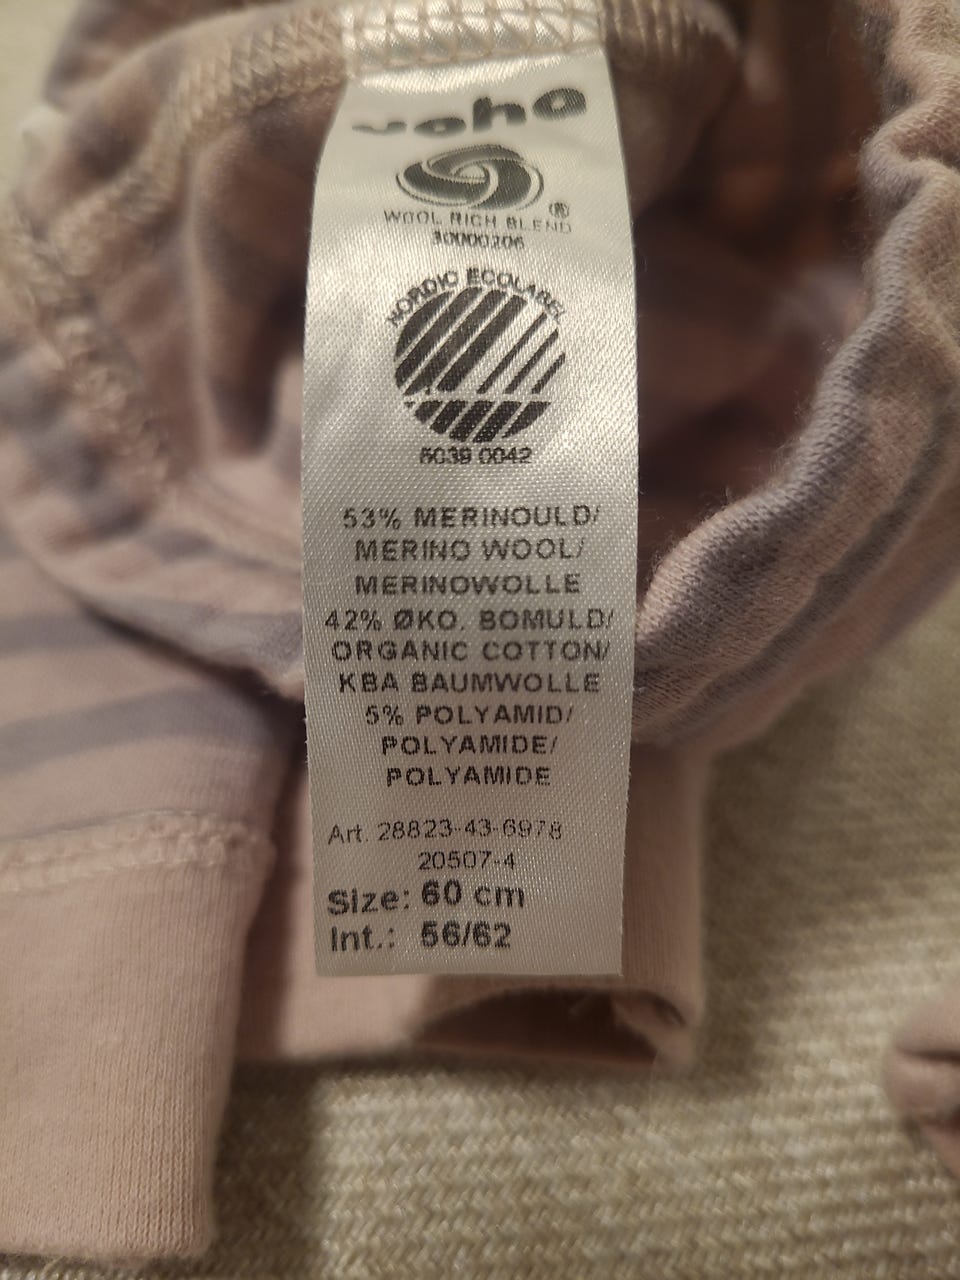 joha
WOOL RICH BLEND ®
30000206
NORDIC ECOLABEL
5039 0042
53% MERINOULD/
MERINO WOOL/
MERINOWOLLE
42% ØKO. BOMULD/
ORGANIC COTTON/
KBA BAUMWOLLE
5% POLYAMID/
POLYAMIDE/
POLYAMIDE
Art. 28823-43-6978
20507-4
Size: 60 cm
Int.: 56/62